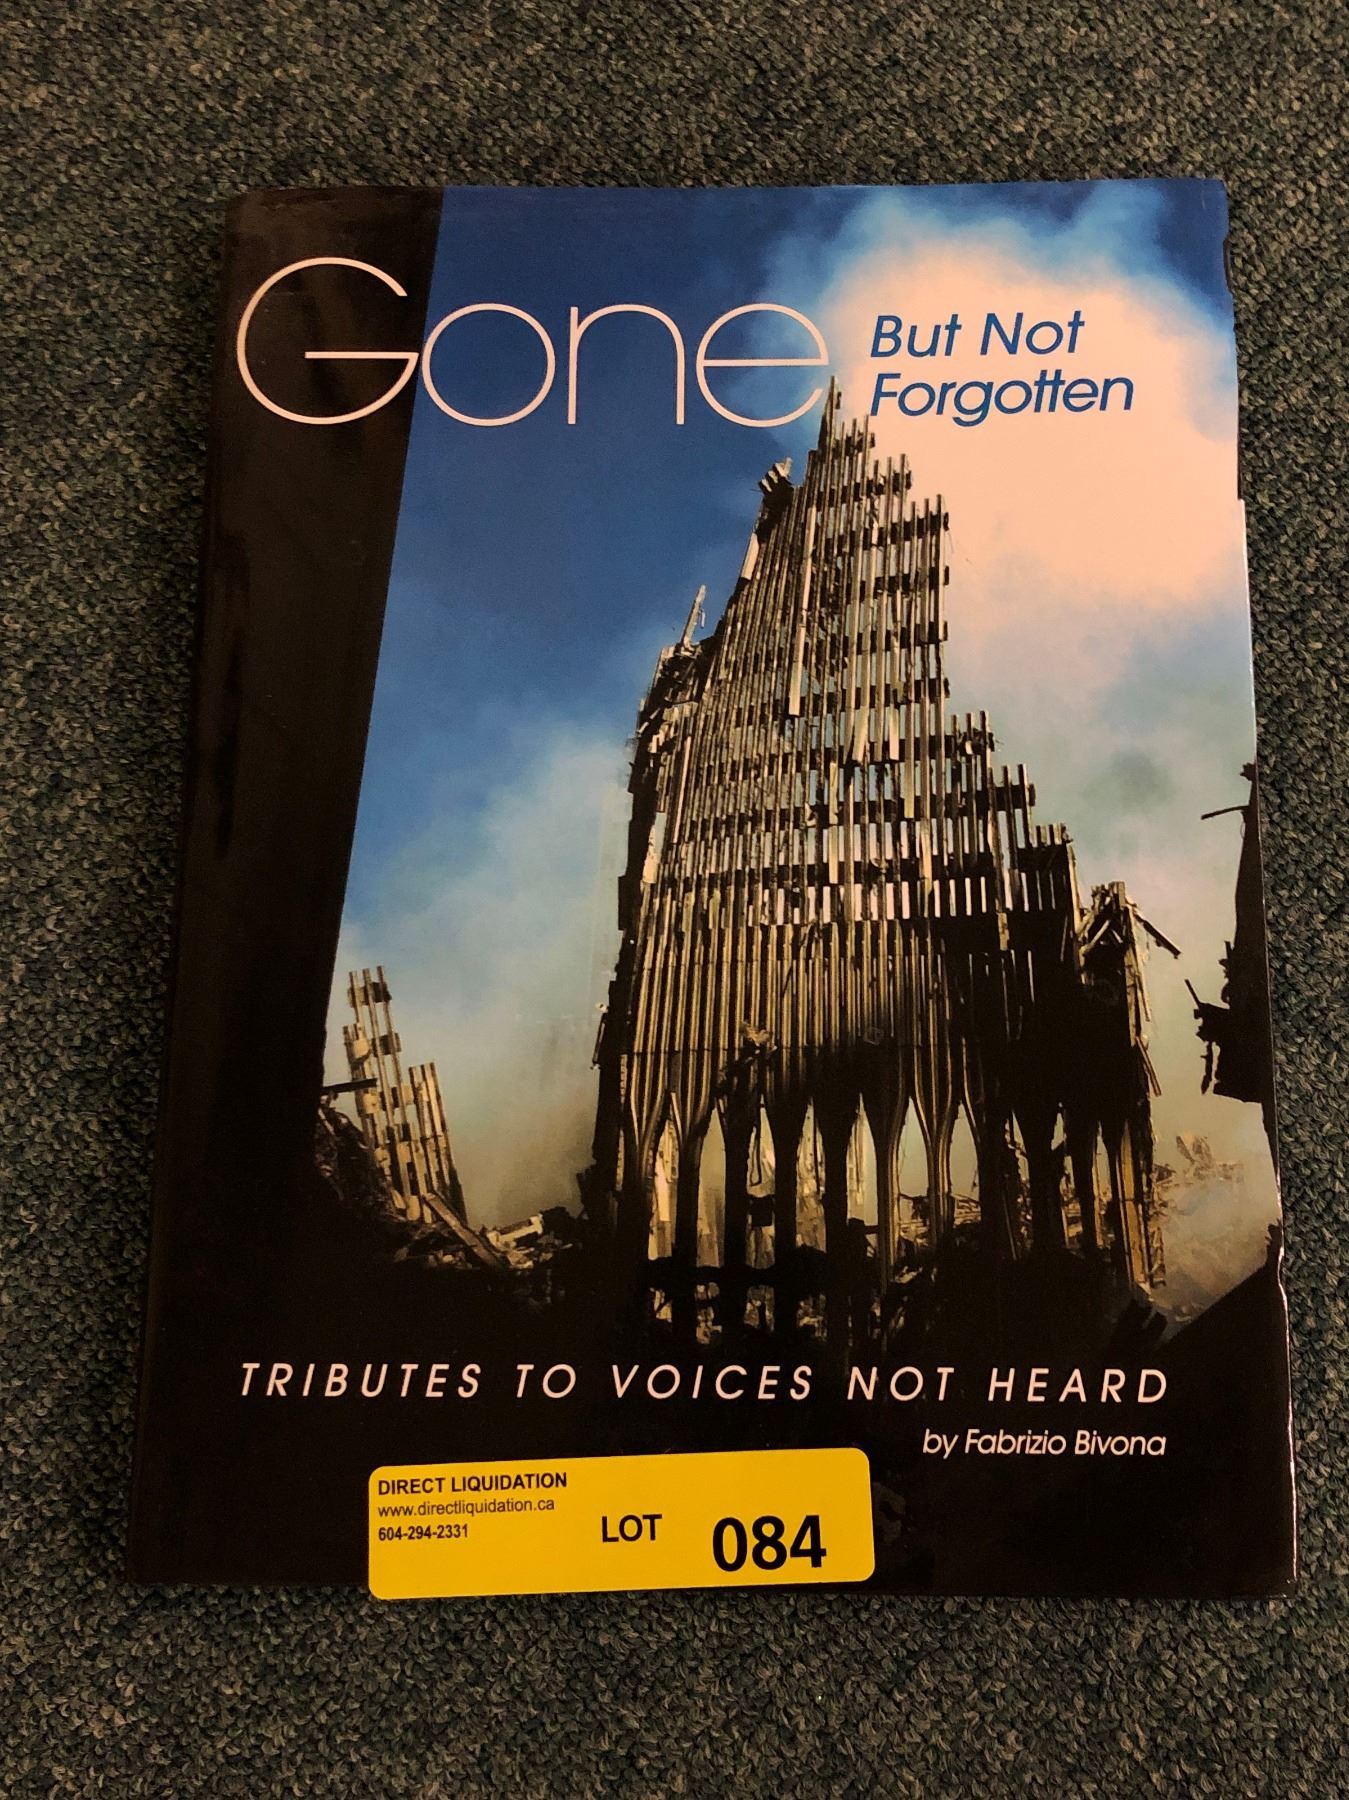 Gone
But Not
Forgotten
TRIBUTES TO VOICES NOT HEARD
by Fabrizio Bivona
DIRECT LIQUIDATION
www.directliquidation.ca
604-294-2331
LOT 084